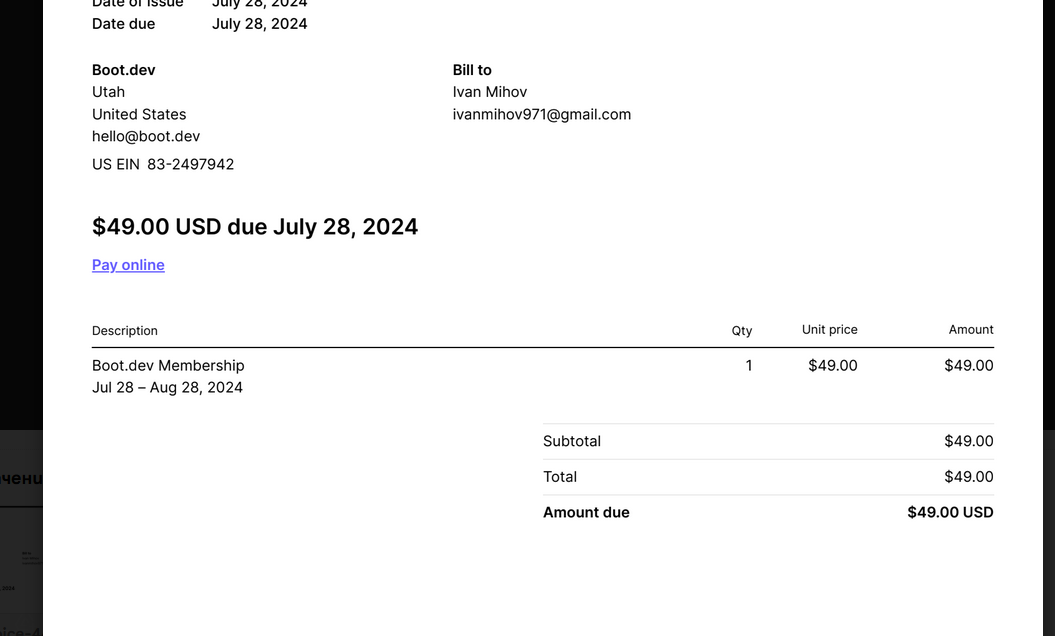 Date of issue July 28, 2024
Date due July 28, 2024
Boot.dev
Utah
United States
hello@boot.dev
US EIN 83-2497942
Bill to
Ivan Mihov
ivanmihov971@gmail.com
$49.00 USD due July 28, 2024
Pay online
Description Qty Unit price Amount
Boot.dev Membership 1 $49.00 $49.00
Jul 28 – Aug 28, 2024
Subtotal $49.00
Total $49.00
Amount due $49.00 USD